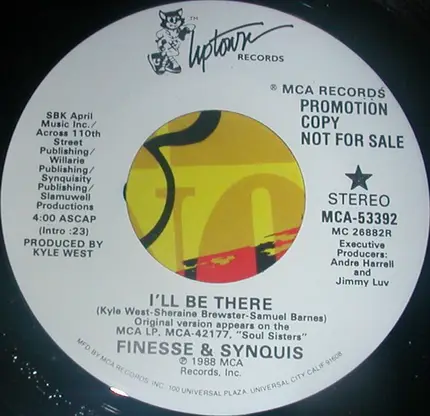 TM
Uptown
RECORDS
® MCA RECORDS
PROMOTION
COPY
NOT FOR SALE
SBK April
Music Inc./
Across 110th
Street
Publishing/
Willarie
Publishing/
Synquisity
Publishing/
Slamuwell
Productions
4:00 ASCAP
(Intro :23)
PRODUCED BY
KYLE WEST
STEREO
MCA-53392
MC 26882R
Executive
Producers:
Andre Harrell
and
Jimmy Luv
I'LL BE THERE
(Kyle West-Sheraine Brewster-Samuel Barnes)
Original version appears on the
MCA LP, MCA-42177, "Soul Sisters"
FINESSE & SYNQUIS
℗ 1988 MCA
Records, Inc.
MFD. BY MCA RECORDS, INC. 100 UNIVERSAL PLAZA, UNIVERSAL CITY, CALIF 91608